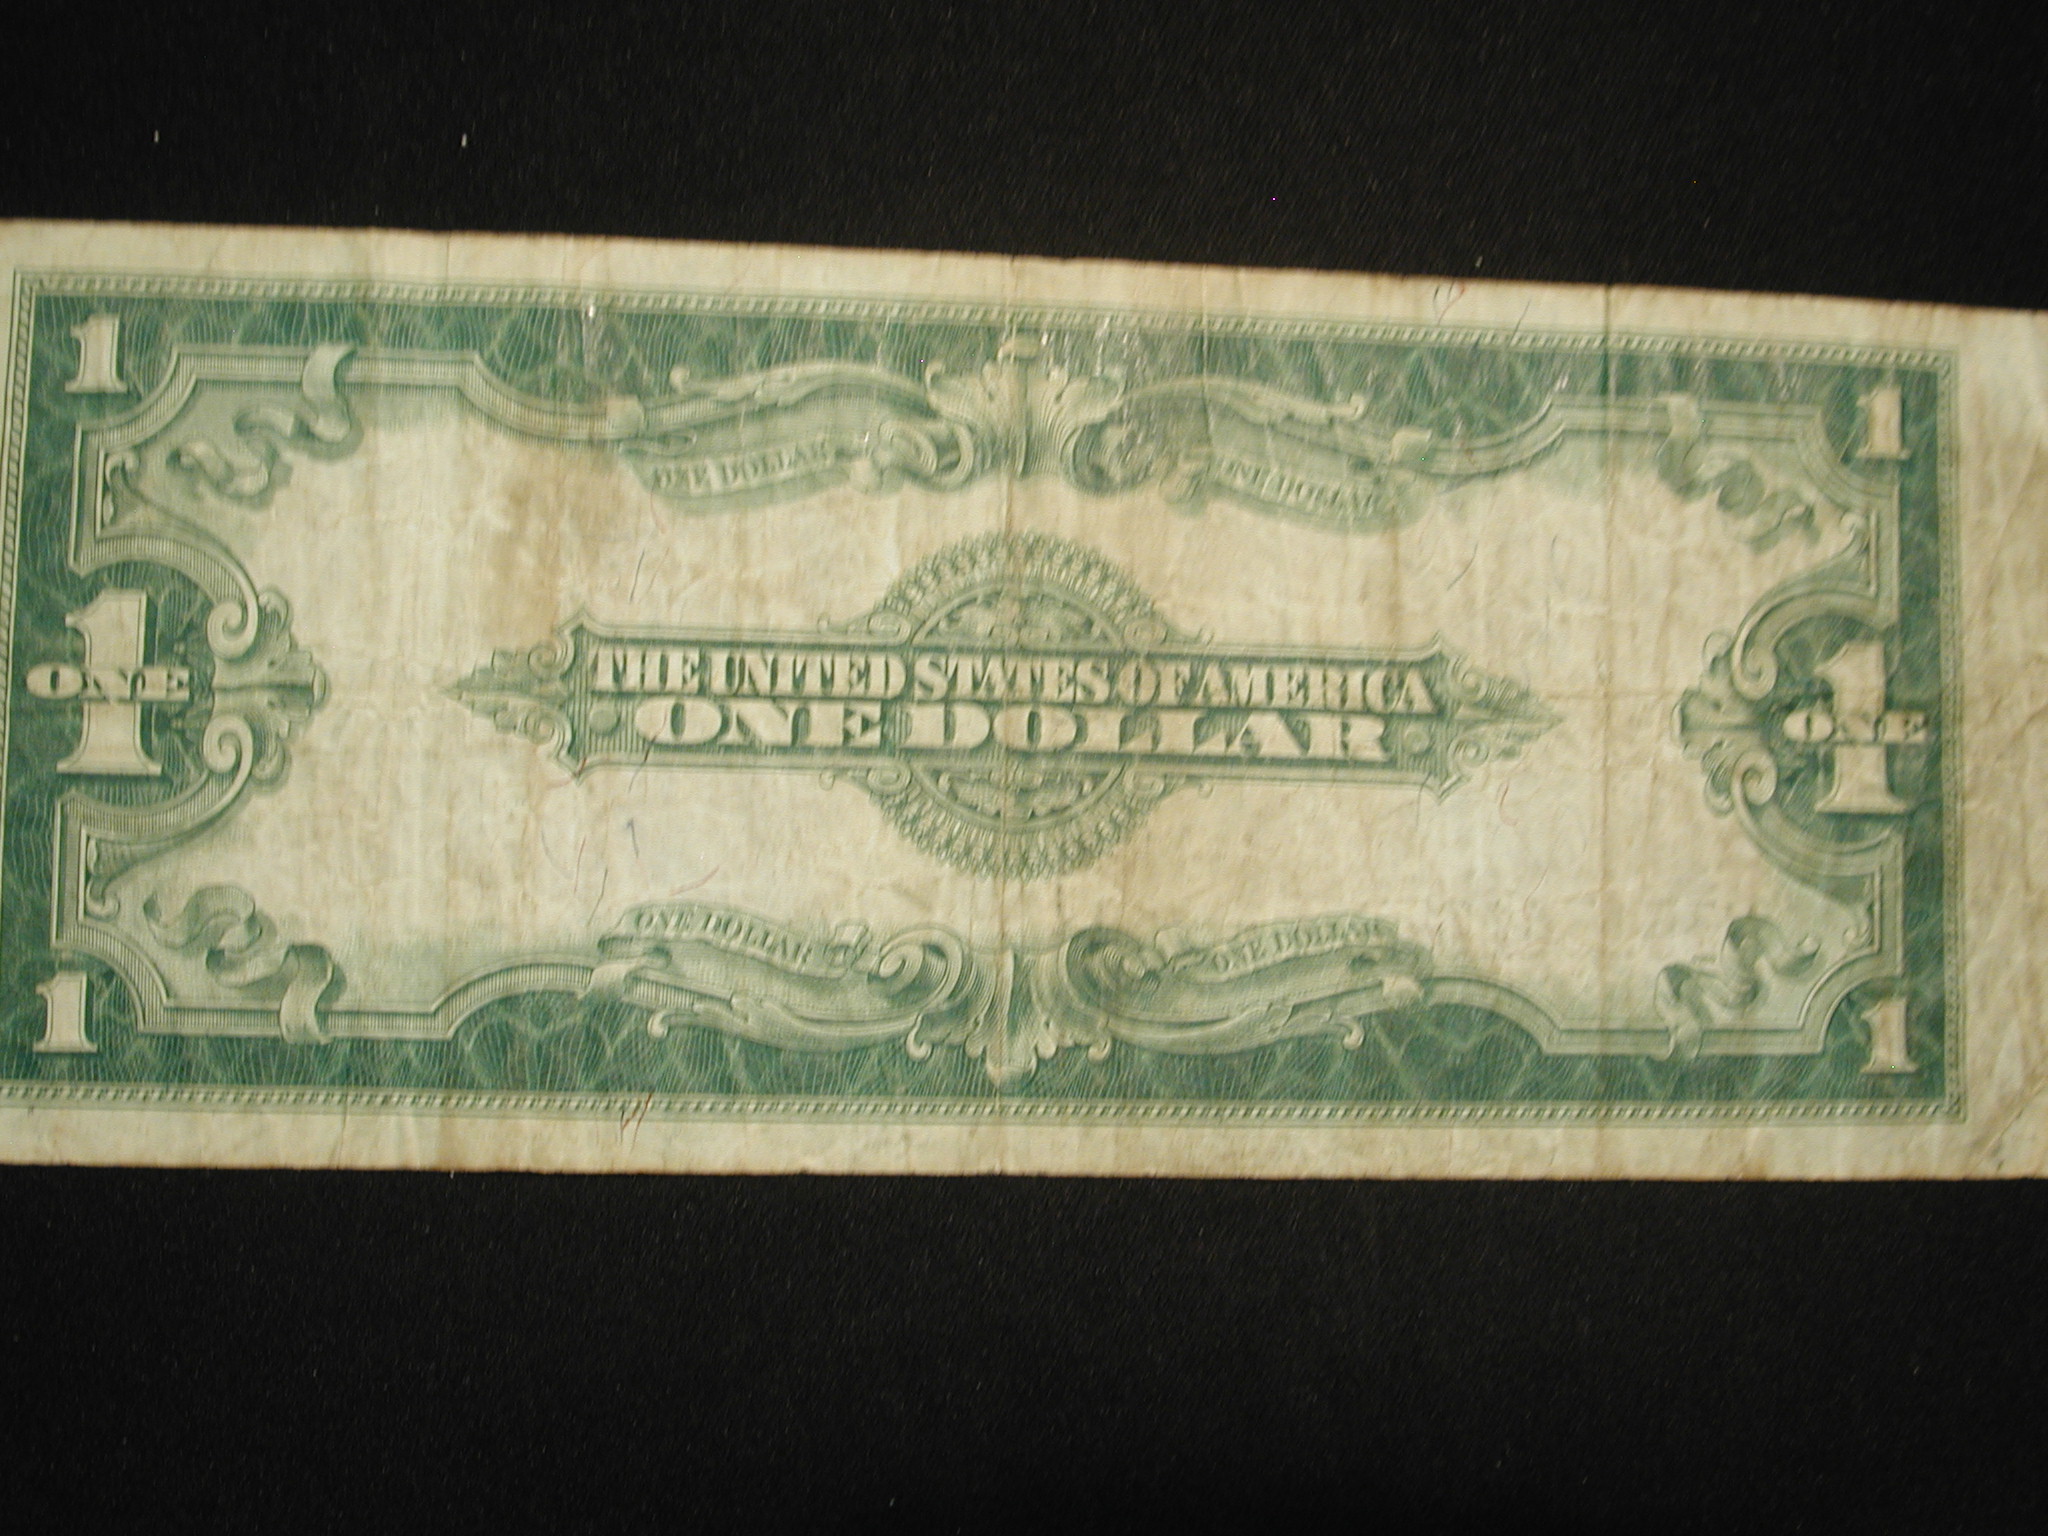 1
1
ONE DOLLAR
ONE DOLLAR
1
ONE
THE UNITED STATES OF AMERICA
ONE DOLLAR
1
ONE
ONE DOLLAR
ONE DOLLAR
1
1